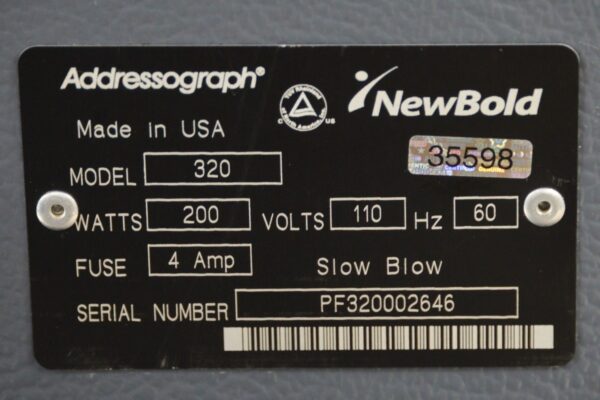 Addressograph®
NewBold
C US
Made in USA
35598
MODEL 320
WATTS 200 VOLTS 110 Hz 60
FUSE 4 Amp Slow Blow
SERIAL NUMBER PF320002646